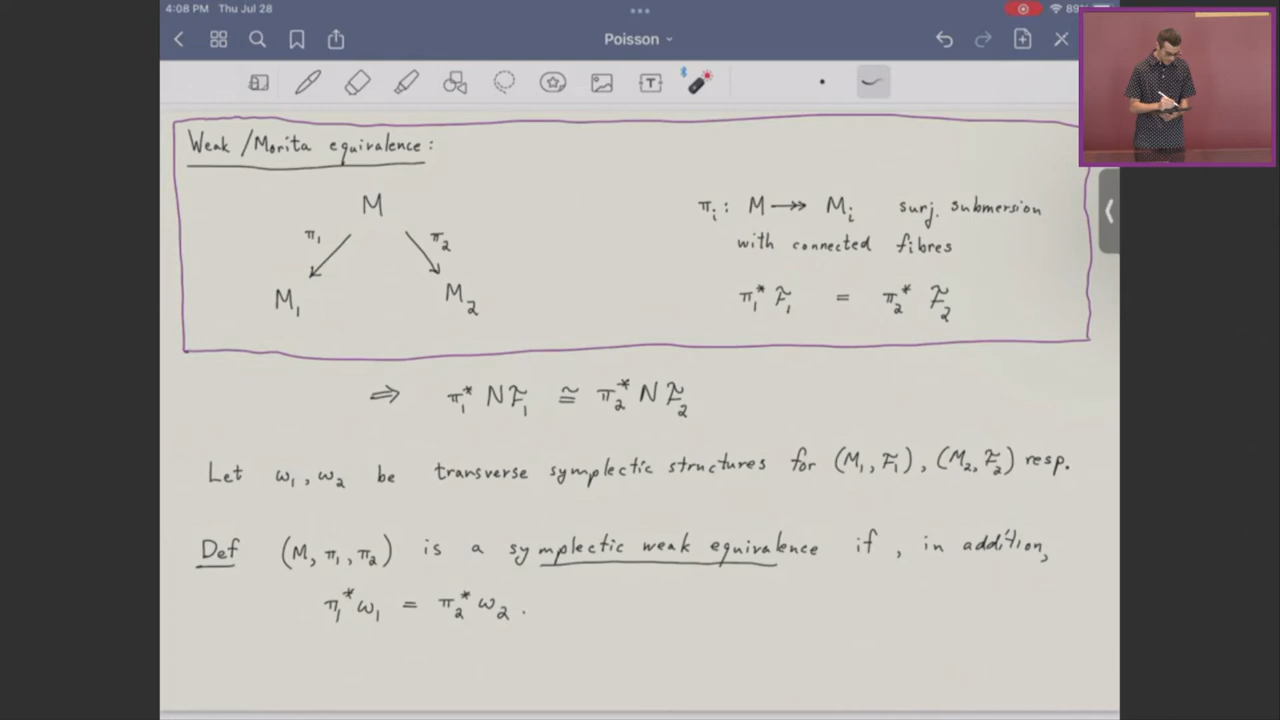 4:08 PM Thu Jul 28
89%
Poisson
Weak/Morita equivalence:
M
π₁ π₂
M₁ M₂
πᵢ : M ↠ Mᵢ surj. submersion
with connected fibres
π₁* F₁ = π₂* F₂
⇒ π₁* NF₁ ≅ π₂* NF₂
Let ω₁, ω₂ be transverse symplectic structures for (M₁, F₁), (M₂, F₂) resp.
Def (M, π₁, π₂) is a symplectic weak equivalence if, in addition,
π₁* ω₁ = π₂* ω₂.